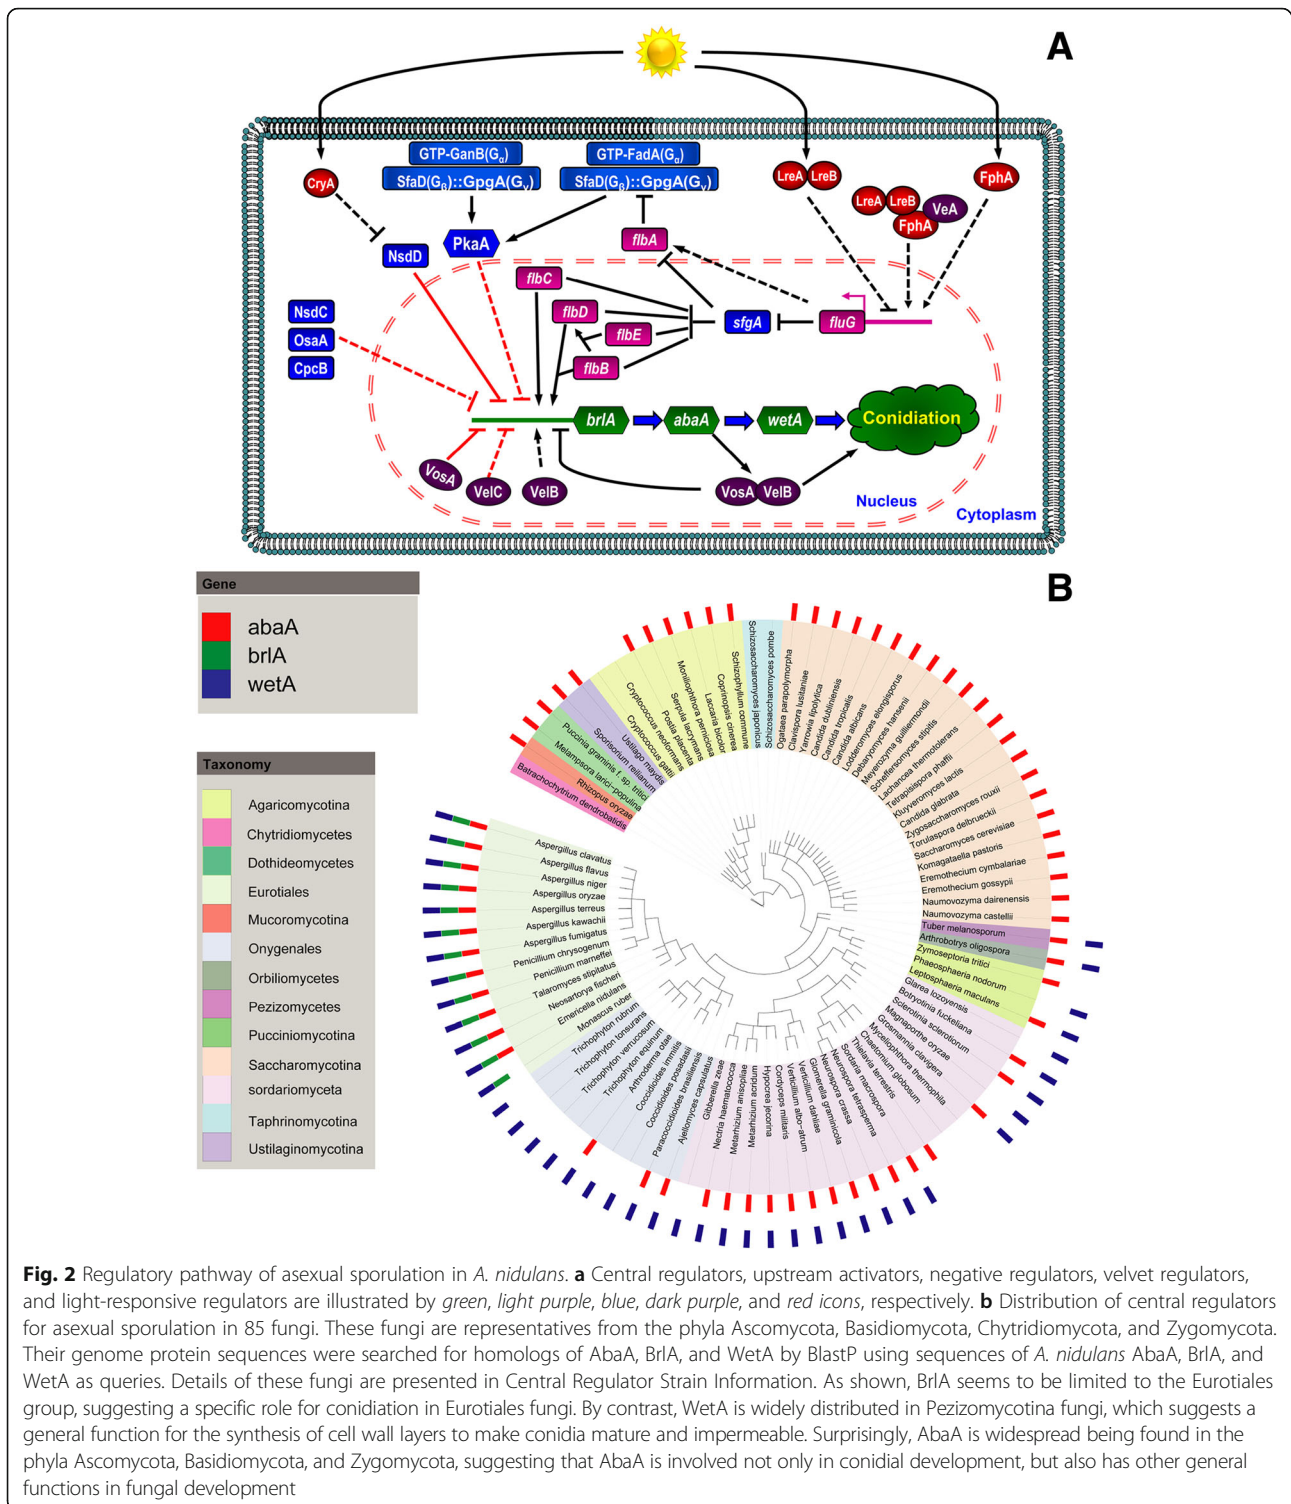 A
GTP-GanB(Gα)
SfaD(Gβ)::GpgA(Gγ)
GTP-FadA(Gα)
SfaD(Gβ)::GpgA(Gγ)
CryA
LreA LreB
FphA
LreA LreB
FphA
VeA
NsdD
PkaA
flbA
flbC
flbD
flbE
flbB
sfgA
fluG
NsdC
OsaA
CpcB
brlA
abaA
wetA
Conidiation
VosA
VelC
VelB
VosA VelB
Nucleus
Cytoplasm
B
Gene
abaA
brlA
wetA
Taxonomy
Agaricomycotina
Chytridiomycetes
Dothideomycetes
Eurotiales
Mucoromycotina
Onygenales
Orbiliomycetes
Pezizomycetes
Pucciniomycotina
Saccharomycotina
sordariomyceta
Taphrinomycotina
Ustilaginomycotina
Batrachochytrium dendrobatidis
Rhizopus oryzae
Melampsora larici-populina
Puccinia graminis f. sp. tritici
Sporisorium reilianum
Ustilago maydis
Cryptococcus gattii
Cryptococcus neoformans
Postia placenta
Serpula lacrymans
Moniliophthora perniciosa
Laccaria bicolor
Coprinopsis cinerea
Schizophyllum commune
Schizosaccharomyces japonicus
Schizosaccharomyces pombe
Ogataea parapolymorpha
Clavispora lusitaniae
Yarrowia lipolytica
Candida dubliniensis
Candida tropicalis
Candida albicans
Lodderomyces elongisporus
Debaryomyces hansenii
Meyerozyma guilliermondii
Scheffersomyces stipitis
Lachancea thermotolerans
Tetrapisispora phaffii
Kluyveromyces lactis
Candida glabrata
Zygosaccharomyces rouxii
Torulaspora delbrueckii
Saccharomyces cerevisiae
Komagataella pastoris
Eremothecium cymbalariae
Eremothecium gossypii
Naumovozyma dairenensis
Naumovozyma castellii
Tuber melanosporum
Arthrobotrys oligospora
Zymoseptoria tritici
Phaeosphaeria nodorum
Leptosphaeria maculans
Glarea lozoyensis
Botryotinia fuckeliana
Sclerotinia sclerotiorum
Magnaporthe oryzae
Grosmannia clavigera
Myceliophthora thermophila
Chaetomium globosum
Thielavia terrestris
Sordaria macrospora
Neurospora tetrasperma
Neurospora crassa
Glomerella graminicola
Verticillium dahliae
Verticillium albo-atrum
Cordyceps militaris
Hypocrea jecorina
Metarhizium acridum
Metarhizium anisopliae
Nectria haematococca
Gibberella zeae
Ajellomyces capsulatus
Paracoccidioides brasiliensis
Coccidioides posadasii
Coccidioides immitis
Arthroderma otae
Trichophyton equinum
Trichophyton verrucosum
Trichophyton tonsurans
Trichophyton rubrum
Monascus ruber
Emericella nidulans
Neosartorya fischeri
Talaromyces stipitatus
Penicillium marneffei
Penicillium chrysogenum
Aspergillus fumigatus
Aspergillus kawachii
Aspergillus terreus
Aspergillus oryzae
Aspergillus niger
Aspergillus flavus
Aspergillus clavatus
Fig. 2 Regulatory pathway of asexual sporulation in A. nidulans. a Central regulators, upstream activators, negative regulators, velvet regulators,
and light-responsive regulators are illustrated by green, light purple, blue, dark purple, and red icons, respectively. b Distribution of central regulators
for asexual sporulation in 85 fungi. These fungi are representatives from the phyla Ascomycota, Basidiomycota, Chytridiomycota, and Zygomycota.
Their genome protein sequences were searched for homologs of AbaA, BrlA, and WetA by BlastP using sequences of A. nidulans AbaA, BrlA, and
WetA as queries. Details of these fungi are presented in Central Regulator Strain Information. As shown, BrlA seems to be limited to the Eurotiales
group, suggesting a specific role for conidiation in Eurotiales fungi. By contrast, WetA is widely distributed in Pezizomycotina fungi, which suggests a
general function for the synthesis of cell wall layers to make conidia mature and impermeable. Surprisingly, AbaA is widespread being found in the
phyla Ascomycota, Basidiomycota, and Zygomycota, suggesting that AbaA is involved not only in conidial development, but also has other general
functions in fungal development